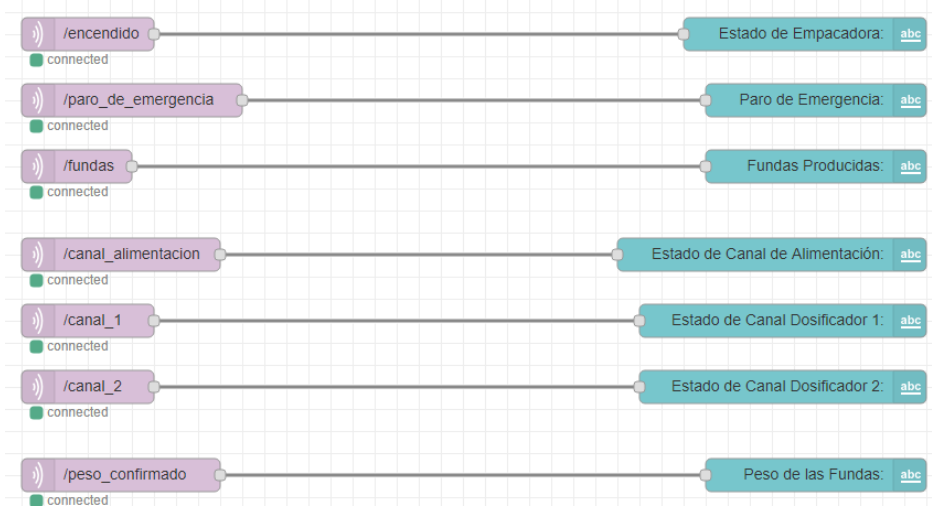 /encendido Estado de Empacadora: abc
connected
/paro_de_emergencia Paro de Emergencia: abc
connected
/fundas Fundas Producidas: abc
connected
/canal_alimentacion Estado de Canal de Alimentación: abc
connected
/canal_1 Estado de Canal Dosificador 1: abc
connected
/canal_2 Estado de Canal Dosificador 2: abc
connected
/peso_confirmado Peso de las Fundas: abc
connected